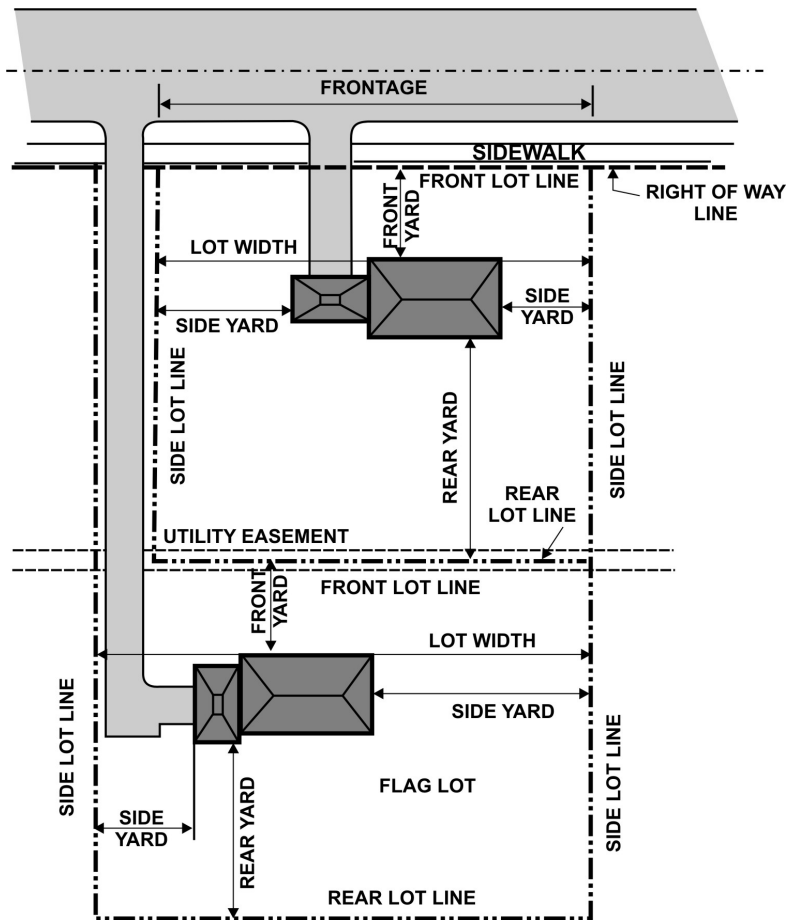 FRONTAGE
SIDEWALK
FRONT LOT LINE
RIGHT OF WAY
LINE
FRONT
YARD
LOT WIDTH
SIDE YARD
SIDE
YARD
SIDE LOT LINE
REAR YARD
SIDE LOT LINE
REAR
LOT LINE
UTILITY EASEMENT
FRONT LOT LINE
FRONT
YARD
LOT WIDTH
SIDE YARD
SIDE LOT LINE
SIDE LOT LINE
FLAG LOT
SIDE
YARD
REAR YARD
REAR LOT LINE